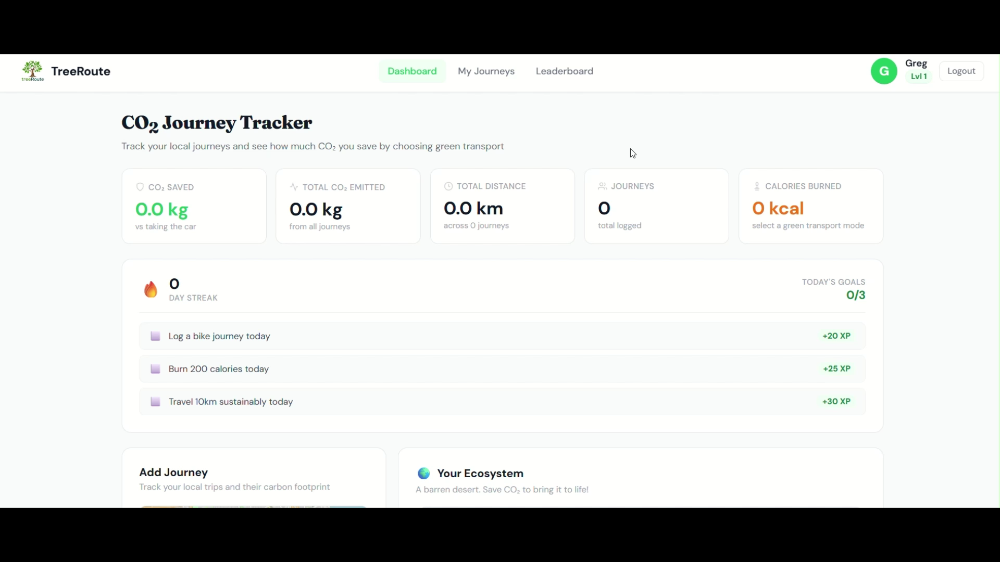 treeRoute
TreeRoute
Dashboard
My Journeys
Leaderboard
G
Greg
Lvl 1
Logout
CO₂ Journey Tracker
Track your local journeys and see how much CO₂ you save by choosing green transport
CO₂ SAVED
0.0 kg
vs taking the car
TOTAL CO₂ EMITTED
0.0 kg
from all journeys
TOTAL DISTANCE
0.0 km
across 0 journeys
JOURNEYS
0
total logged
CALORIES BURNED
0 kcal
select a green transport mode
0
DAY STREAK
TODAY'S GOALS
0/3
Log a bike journey today
+20 XP
Burn 200 calories today
+25 XP
Travel 10km sustainably today
+30 XP
Add Journey
Track your local trips and their carbon footprint
Your Ecosystem
A barren desert. Save CO₂ to bring it to life!